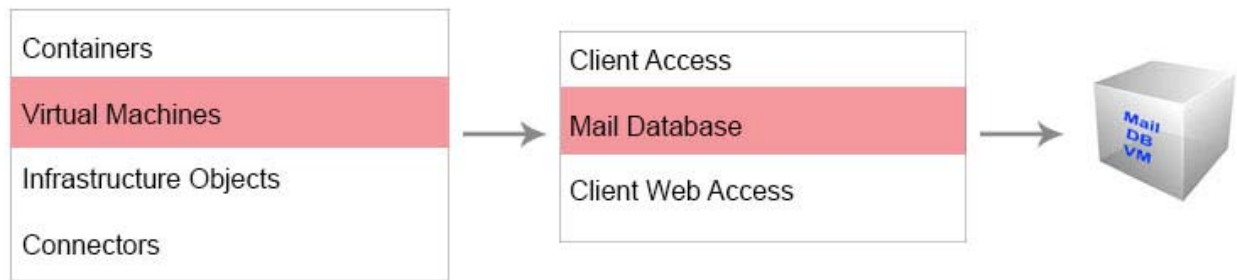 Containers
Virtual Machines
Infrastructure Objects
Connectors
Client Access
Mail Database
Client Web Access
Mail
DB
VM